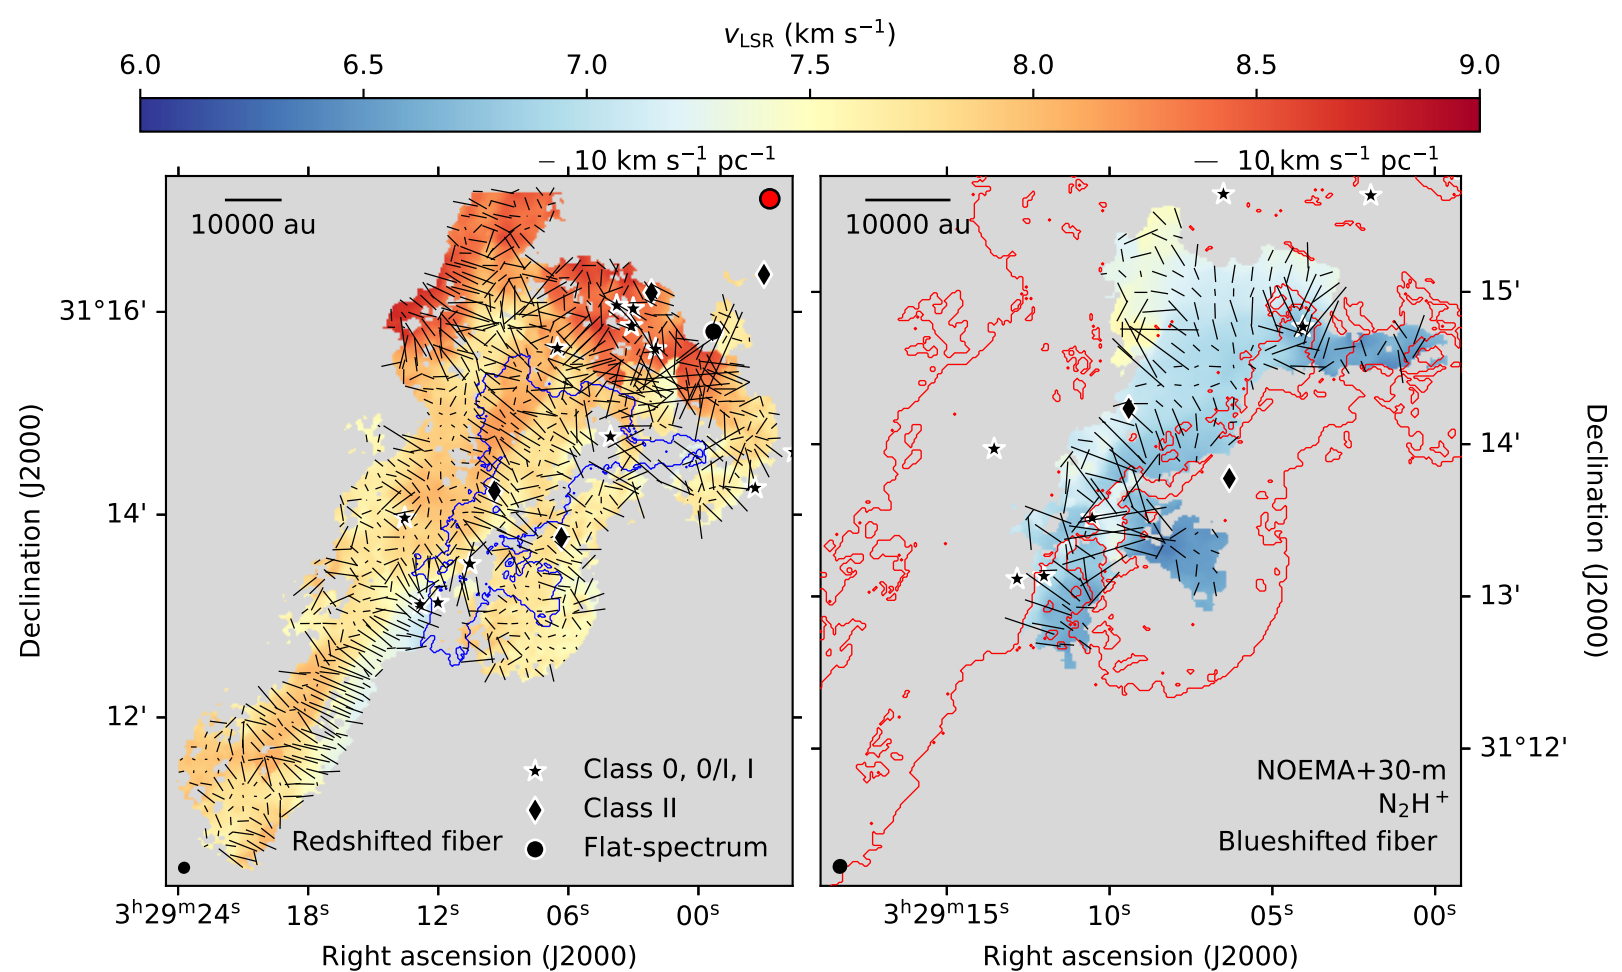 v_LSR (km s⁻¹)
6.0 6.5 7.0 7.5 8.0 8.5 9.0
10 km s⁻¹ pc⁻¹
10000 au
31°16'
14'
12'
Declination (J2000)
Class 0, 0/I, I
Class II
Flat-spectrum
Redshifted fiber
3ʰ29ᵐ24ˢ 18ˢ 12ˢ 06ˢ 00ˢ
Right ascension (J2000)
10 km s⁻¹ pc⁻¹
10000 au
15'
14'
13'
31°12'
Declination (J2000)
NOEMA+30-m
N₂H⁺
Blueshifted fiber
3ʰ29ᵐ15ˢ 10ˢ 05ˢ 00ˢ
Right ascension (J2000)